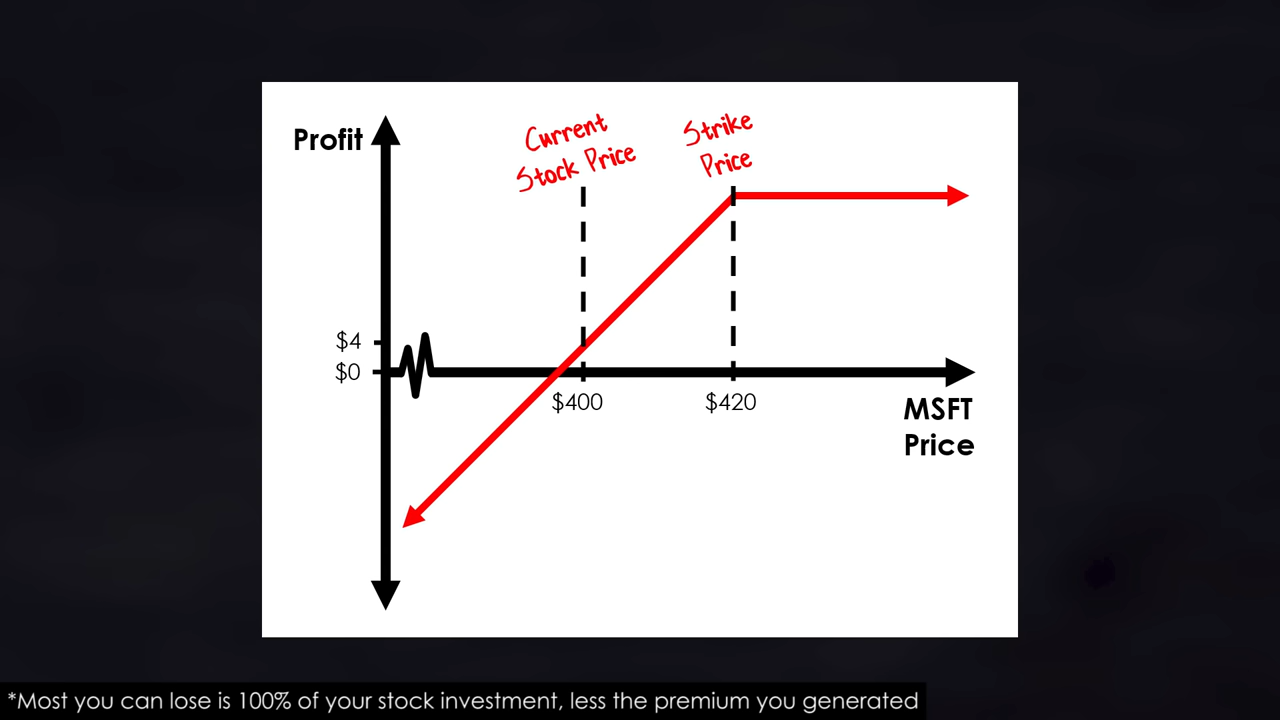 Profit
Current
Stock Price
Strike
Price
$4
$0
$400
$420
MSFT
Price
*Most you can lose is 100% of your stock investment, less the premium you generated